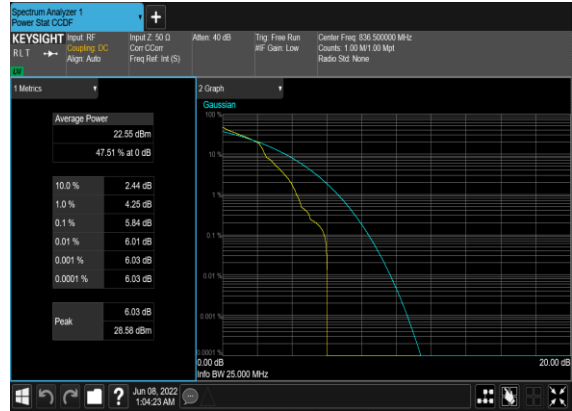 Spectrum Analyzer 1
Power Stat CCDF
+
KEYSIGHT
RLT
LVI
Input: RF
Coupling: DC
Align: Auto
Input Z: 50 Ω
Corr CCorr
Freq Ref: Int (S)
Atten: 40 dB
Trig: Free Run
#IF Gain: Low
Center Freq: 836.500000 MHz
Counts: 1.00 M/1.00 Mpt
Radio Std: None
1 Metrics
Average Power
22.55 dBm
47.51 % at 0 dB
10.0 % 2.44 dB
1.0 % 4.25 dB
0.1 % 5.84 dB
0.01 % 6.01 dB
0.001 % 6.03 dB
0.0001 % 6.03 dB
Peak
6.03 dB
28.58 dBm
2 Graph
Gaussian
100 %
10 %
1 %
0.1 %
0.01 %
0.001 %
0.0001 %
0.00 dB 20.00 dB
Info BW 25.000 MHz
?
Jun 08, 2022
1:04:23 AM